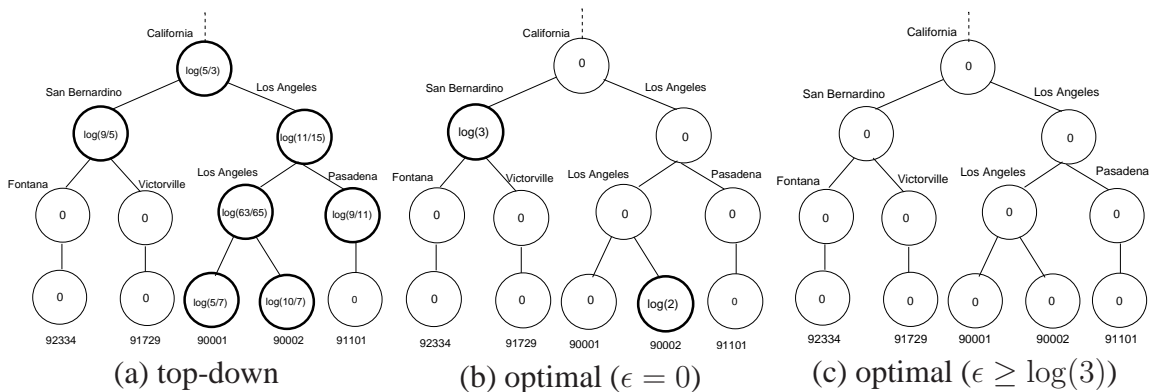 California California California
log(5/3) 0 0
San Bernardino Los Angeles San Bernardino Los Angeles San Bernardino Los Angeles
log(9/5) log(11/15) log(3) 0 0 0
Fontana Victorville Los Angeles Pasadena Fontana Victorville Los Angeles Pasadena Fontana Victorville Los Angeles Pasadena
0 0 log(63/65) log(9/11) 0 0 0 0 0 0 0 0
0 0 log(5/7) log(10/7) 0 0 0 0 log(2) 0 0 0 0 0 0
92334 91729 90001 90002 91101 92334 91729 90001 90002 91101 92334 91729 90001 90002 91101
(a) top-down (b) optimal (ϵ = 0) (c) optimal (ϵ ≥ log(3))